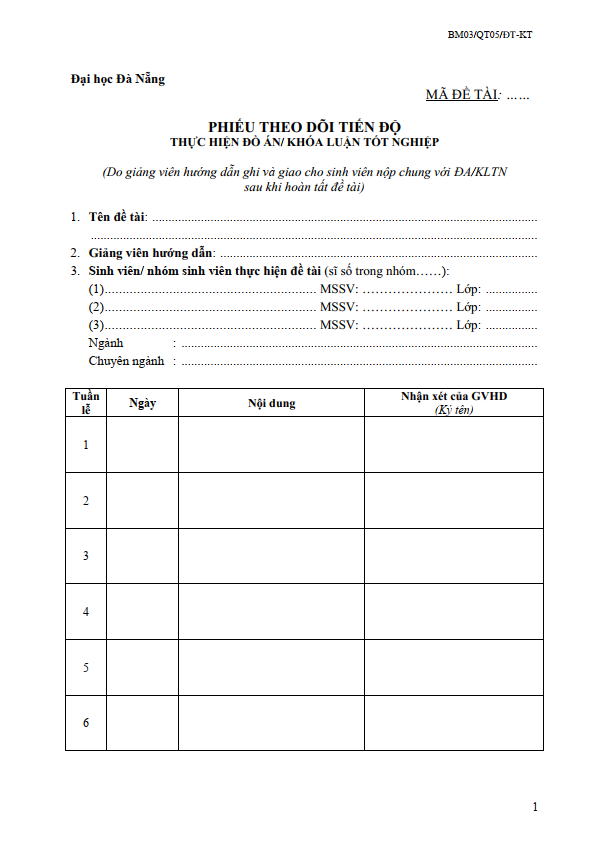 BM03/QT05/ĐT-KT
Đại học Đà Nẵng
MÃ ĐỀ TÀI: ……
PHIẾU THEO DÕI TIẾN ĐỘ
THỰC HIỆN ĐỒ ÁN/ KHÓA LUẬN TỐT NGHIỆP
(Do giảng viên hướng dẫn ghi và giao cho sinh viên nộp chung với ĐA/KLTN
sau khi hoàn tất đề tài)
1. Tên đề tài: ........................................................................................................................
........................................................................................................................
2. Giảng viên hướng dẫn: ........................................................................................................
3. Sinh viên/ nhóm sinh viên thực hiện đề tài (sĩ số trong nhóm……):
(1)................................................................. MSSV: ………………… Lớp: ................
(2)................................................................. MSSV: ………………… Lớp: ................
(3)................................................................. MSSV: ………………… Lớp: ................
Ngành : ..............................................................................................................
Chuyên ngành : ..............................................................................................................
Tuần lễ Ngày Nội dung Nhận xét của GVHD
(Ký tên)
1
2
3
4
5
6
1